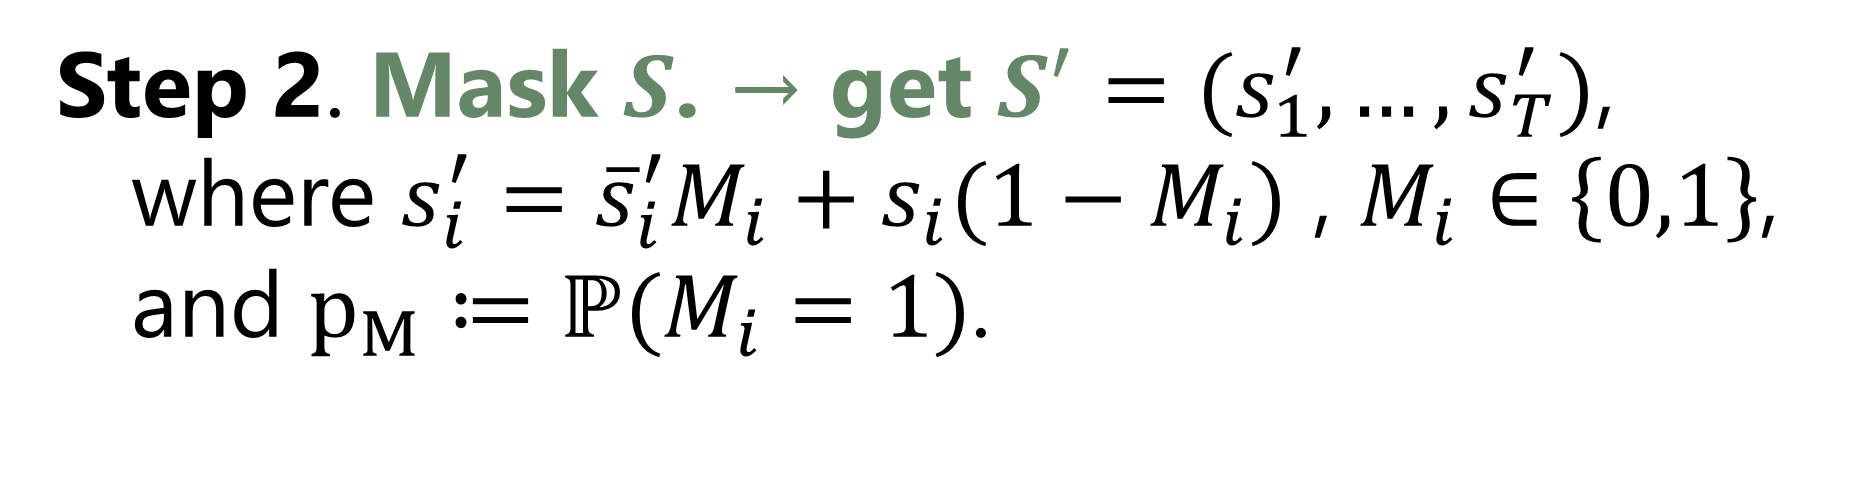 Step 2. Mask S. → get S′ = (s′₁, … , s′_T),
where s′ᵢ = s̄′ᵢMᵢ + sᵢ(1 − Mᵢ) , Mᵢ ∈ {0,1},
and p_M ≔ ℙ(Mᵢ = 1).